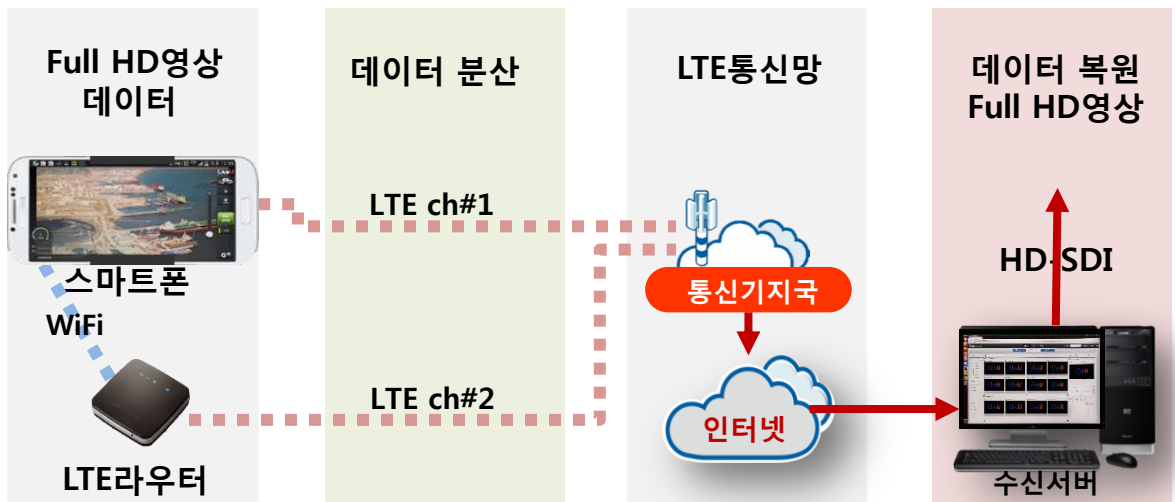 Full HD영상
데이터
데이터 분산
LTE통신망
데이터 복원
Full HD영상
LTE ch#1
스마트폰
WiFi
통신기지국
HD-SDI
LTE ch#2
인터넷
LTE라우터
수신서버